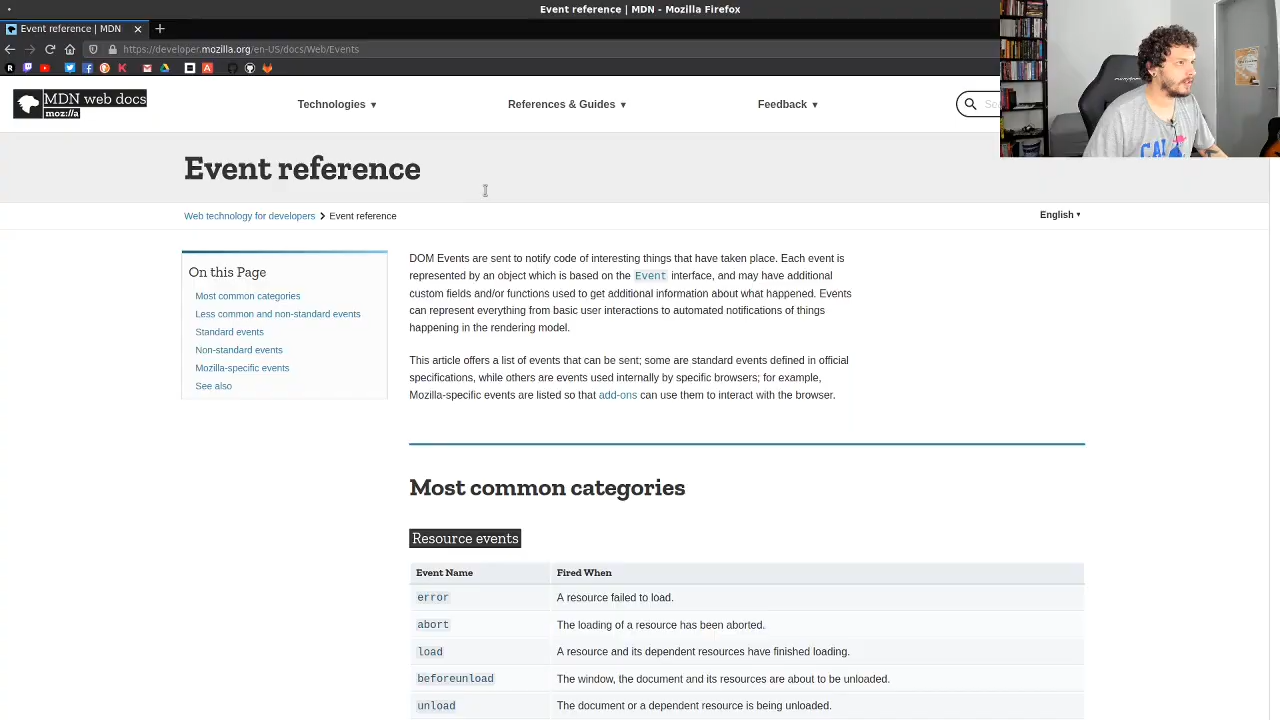 Event reference | MDN - Mozilla Firefox
Event reference | MDN
https://developer.mozilla.org/en-US/docs/Web/Events
MDN web docs
moz://a
Technologies ▾
References & Guides ▾
Feedback ▾
Event reference
Web technology for developers
Event reference
English ▾
On this Page
Most common categories
Less common and non-standard events
Standard events
Non-standard events
Mozilla-specific events
See also
DOM Events are sent to notify code of interesting things that have taken place. Each event is
represented by an object which is based on the Event interface, and may have additional
custom fields and/or functions used to get additional information about what happened. Events
can represent everything from basic user interactions to automated notifications of things
happening in the rendering model.
This article offers a list of events that can be sent; some are standard events defined in official
specifications, while others are events used internally by specific browsers; for example,
Mozilla-specific events are listed so that add-ons can use them to interact with the browser.
Most common categories
Resource events
Event Name Fired When
error A resource failed to load.
abort The loading of a resource has been aborted.
load A resource and its dependent resources have finished loading.
beforeunload The window, the document and its resources are about to be unloaded.
unload The document or a dependent resource is being unloaded.